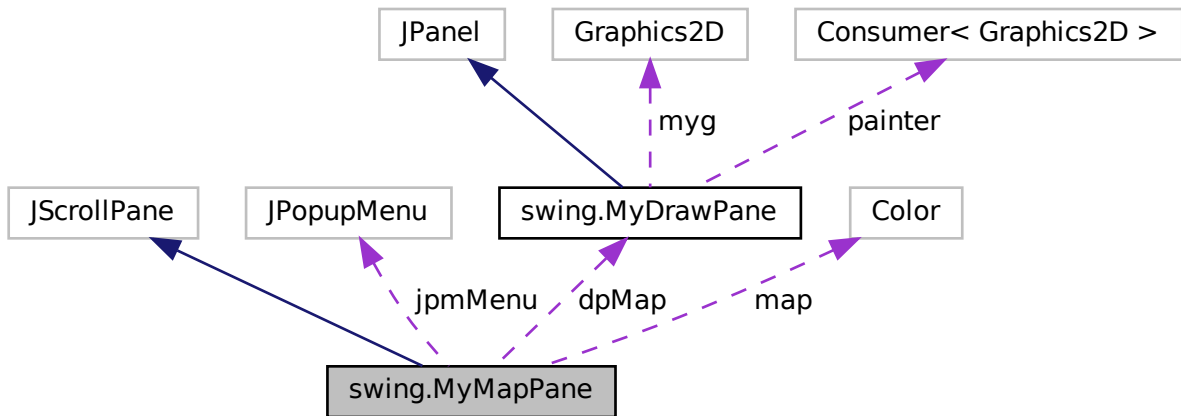 JPanel
Graphics2D
Consumer< Graphics2D >
myg
painter
JScrollPane
JPopupMenu
swing.MyDrawPane
Color
jpmMenu
dpMap
map
swing.MyMapPane